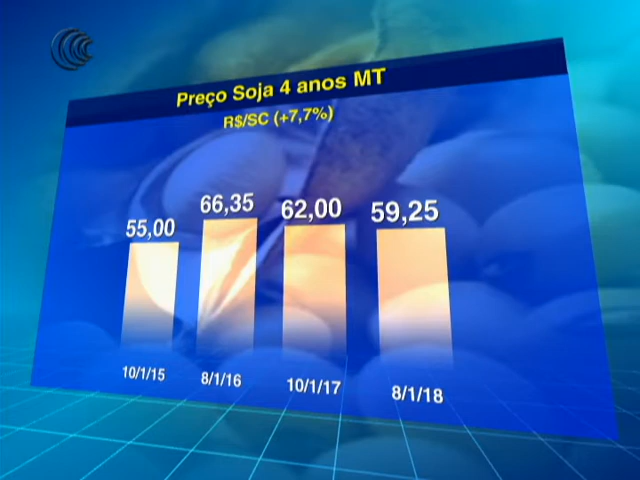 Preço Soja 4 anos MT
R$/SC (+7,7%)
55,00 66,35 62,00 59,25
10/1/15 8/1/16 10/1/17 8/1/18